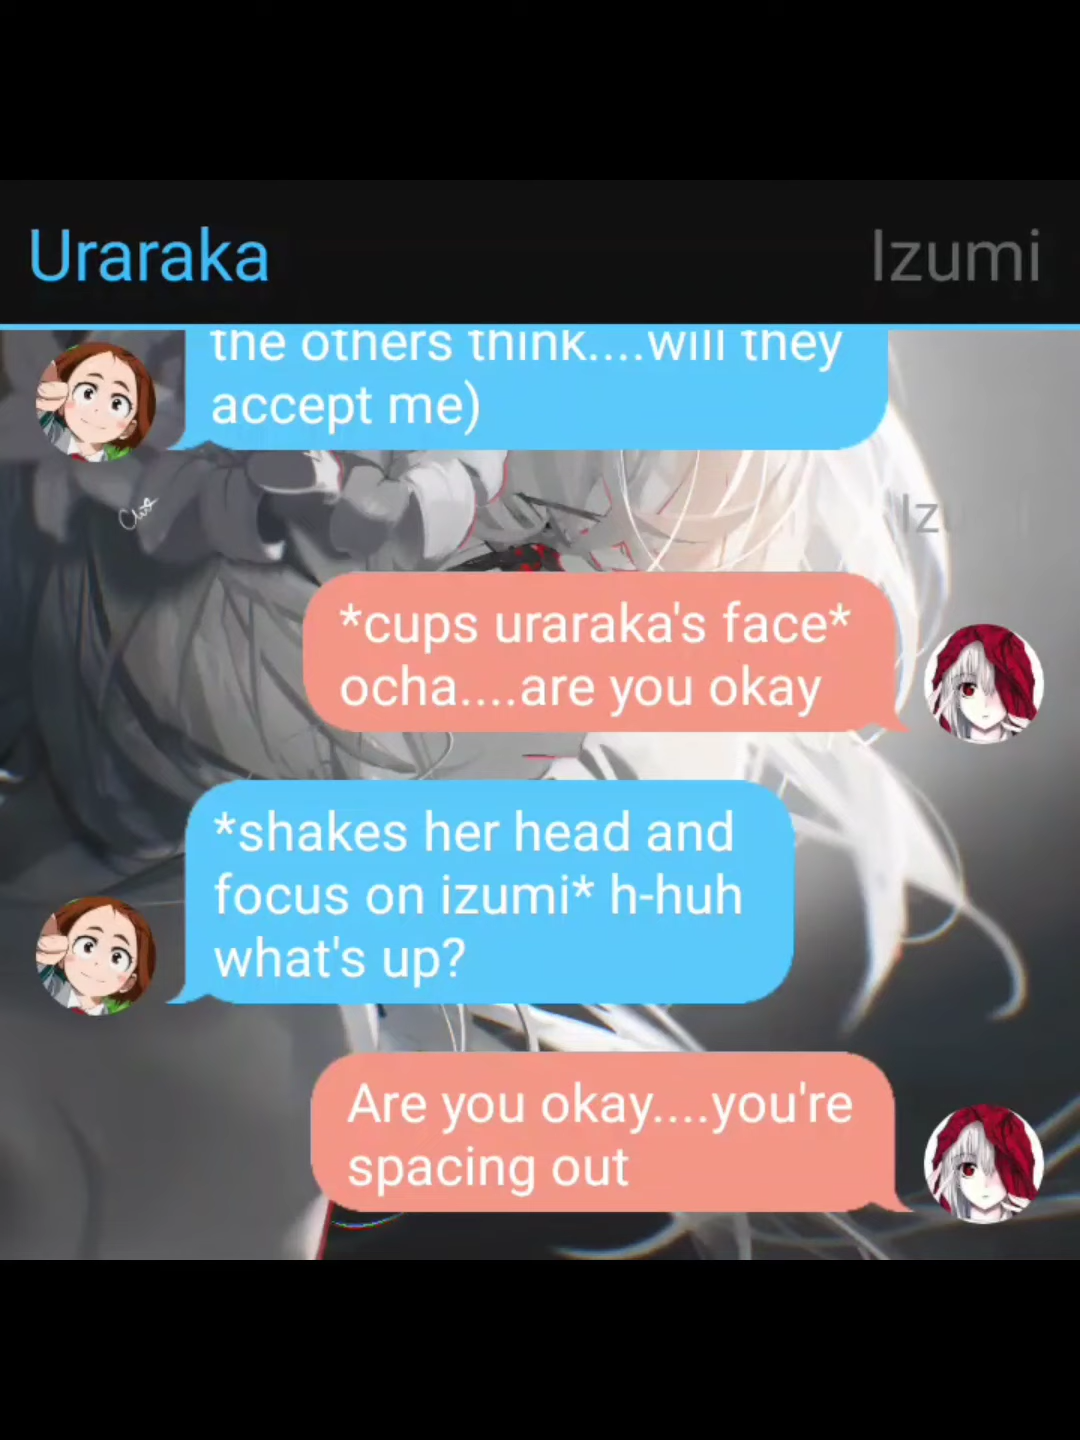 Uraraka
Izumi
the others think....will they
accept me)
Izu
*cups uraraka's face*
ocha....are you okay
*shakes her head and
focus on izumi* h-huh
what's up?
Are you okay....you're
spacing out